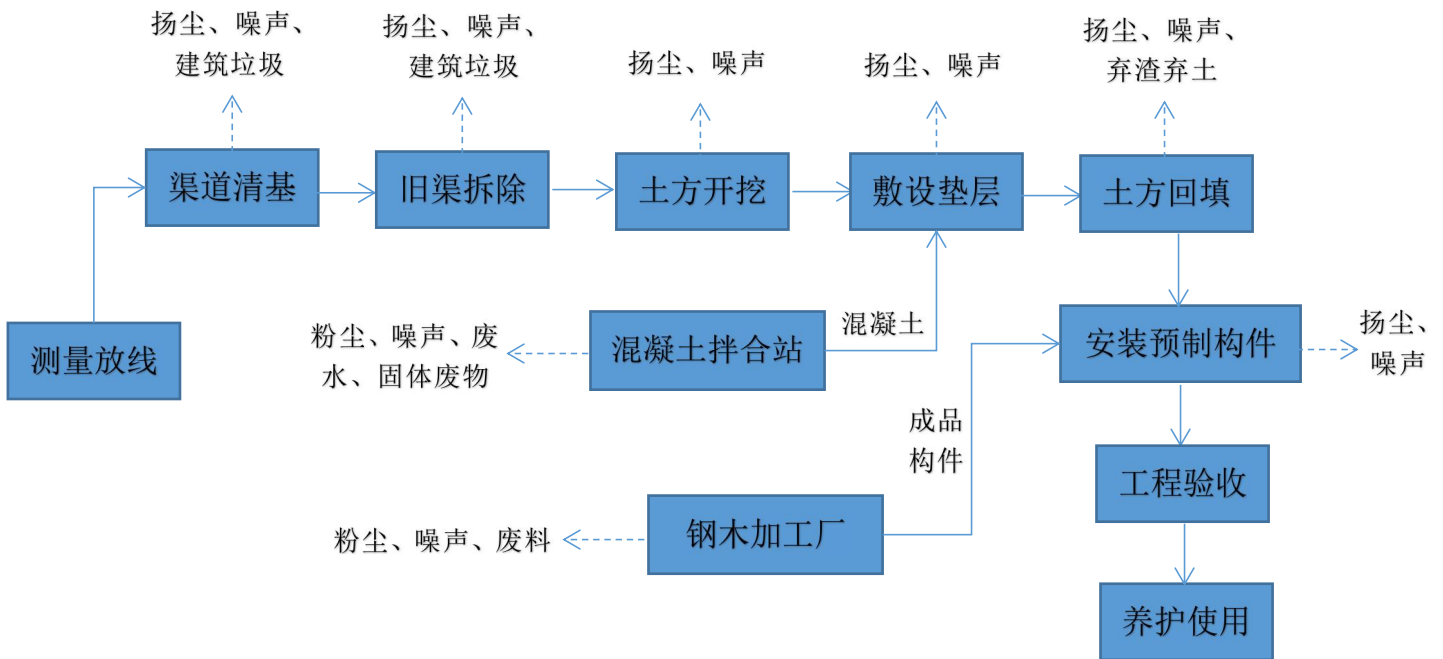 扬尘、噪声、
建筑垃圾
扬尘、噪声、
建筑垃圾
扬尘、噪声
扬尘、噪声
扬尘、噪声、
弃渣弃土
渠道清基
旧渠拆除
土方开挖
敷设垫层
土方回填
测量放线
粉尘、噪声、废
水、固体废物
混凝土拌合站
混凝土
安装预制构件
扬尘、
噪声
成品
构件
工程验收
粉尘、噪声、废料
钢木加工厂
养护使用